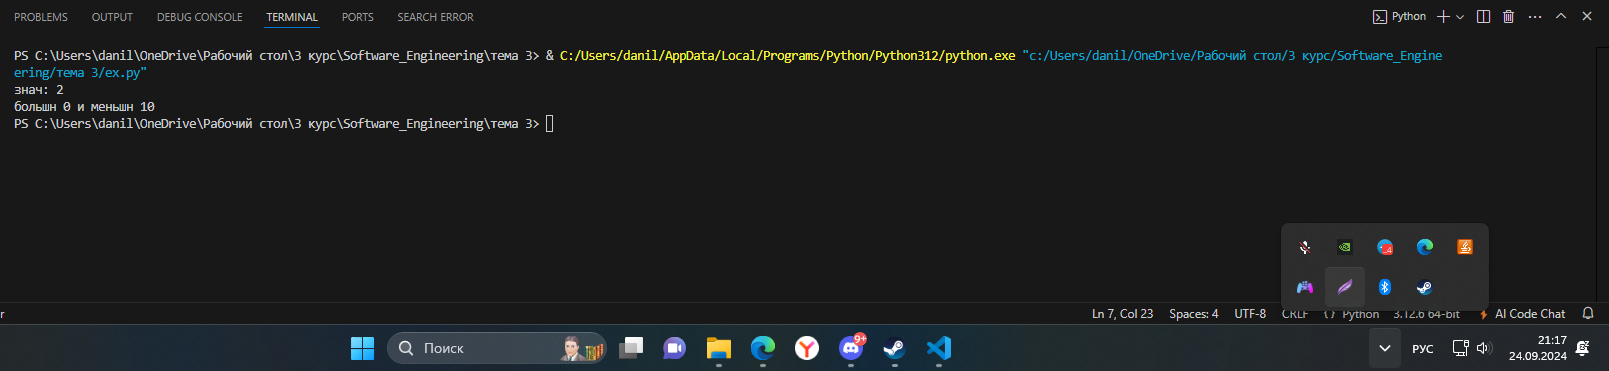 PROBLEMS OUTPUT DEBUG CONSOLE TERMINAL PORTS SEARCH ERROR Python
PS C:\Users\danil\OneDrive\Рабочий стол\3 курс\Software_Engineering\тема 3> & C:/Users/danil/AppData/Local/Programs/Python/Python312/python.exe "c:/Users/danil/OneDrive/Рабочий стол/3 курс/Software_Engine
ering/тема 3/ex.py"
знач: 2
большн 0 и меньшн 10
PS C:\Users\danil\OneDrive\Рабочий стол\3 курс\Software_Engineering\тема 3>
r Ln 7, Col 23 Spaces: 4 UTF-8 CRLF {} Python 3.12.6 64-bit AI Code Chat
Поиск 9+ РУС 21:17
24.09.2024